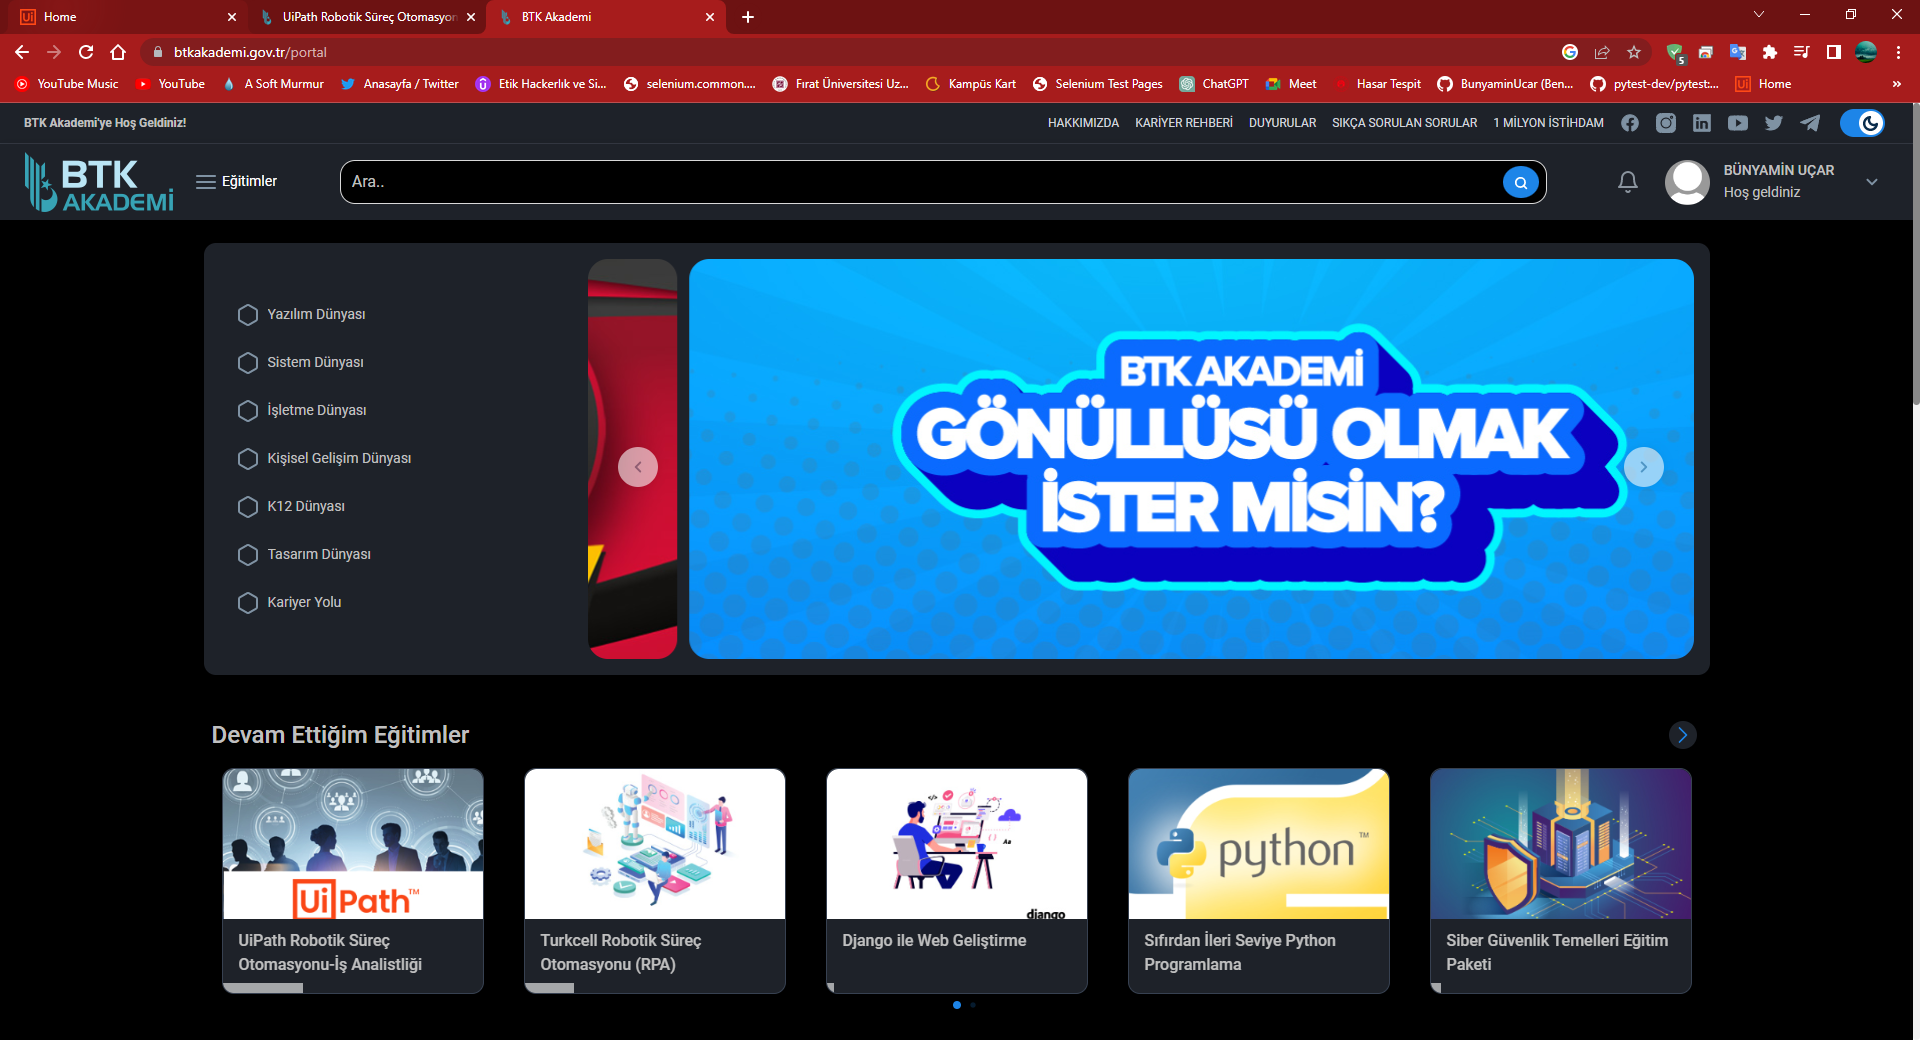 Home
UiPath Robotik Süreç Otomasyon
BTK Akademi
btkakademi.gov.tr/portal
5
YouTube Music
YouTube
A Soft Murmur
Anasayfa / Twitter
Etik Hackerlık ve Si...
selenium.common....
Fırat Üniversitesi Uz...
Kampüs Kart
Selenium Test Pages
ChatGPT
Meet
Hasar Tespit
BunyaminUcar (Ben...
pytest-dev/pytest:...
Home
»
BTK Akademi'ye Hoş Geldiniz!
HAKKIMIZDA
KARİYER REHBERİ
DUYURULAR
SIKÇA SORULAN SORULAR
1 MİLYON İSTİHDAM
BTK
AKADEMİ
Eğitimler
Ara..
BÜNYAMİN UÇAR
Hoş geldiniz
Yazılım Dünyası
Sistem Dünyası
İşletme Dünyası
Kişisel Gelişim Dünyası
K12 Dünyası
Tasarım Dünyası
Kariyer Yolu
BTK AKADEMİ
GÖNÜLLÜSÜ OLMAK
İSTER MİSİN?
Devam Ettiğim Eğitimler
Ui Path™
UiPath Robotik Süreç
Otomasyonu-İş Analistliği
Turkcell Robotik Süreç
Otomasyonu (RPA)
</>
Aa
django
Django ile Web Geliştirme
python™
Sıfırdan İleri Seviye Python
Programlama
Siber Güvenlik Temelleri Eğitim
Paketi